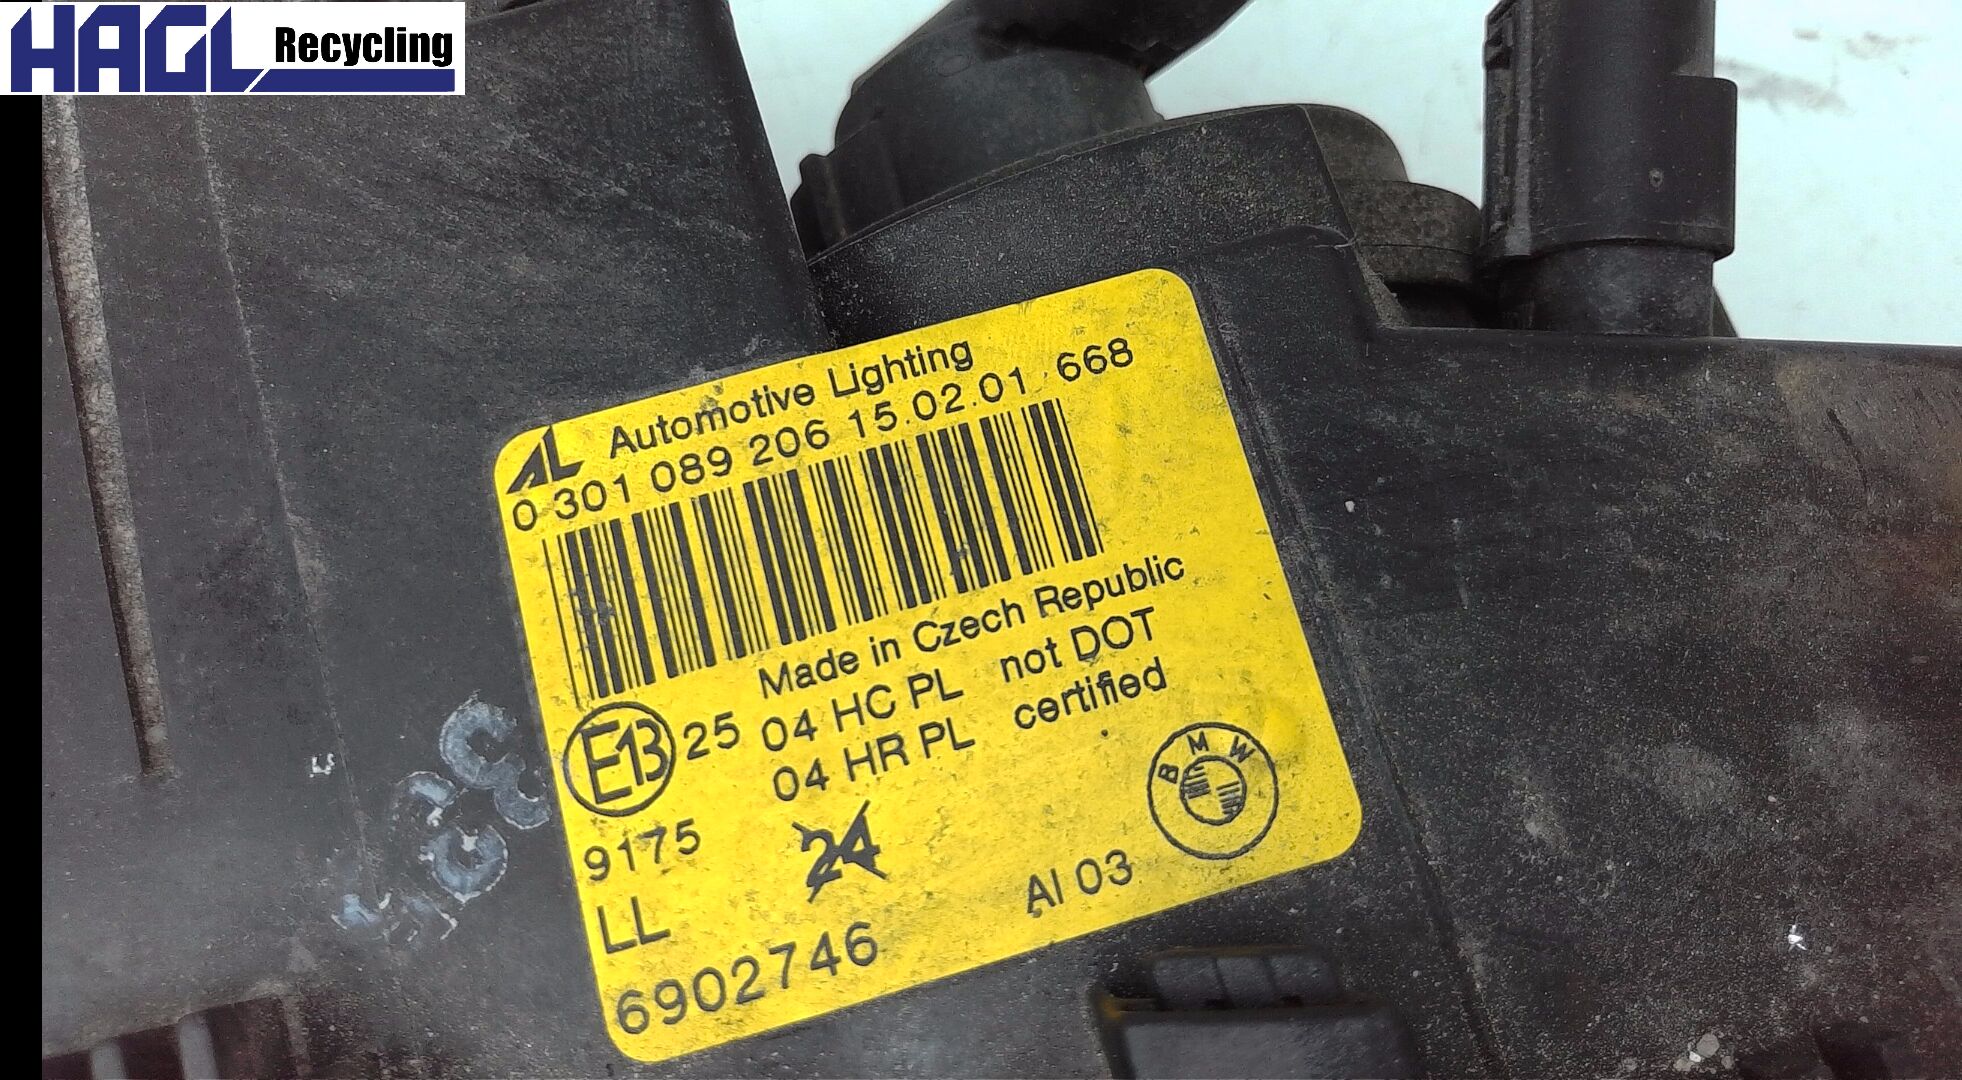 HAGL Recycling
AL Automotive Lighting
0 301 089 206 15.02.01 668
Made in Czech Republic
E13 25 04 HC PL not DOT
04 HR PL certified
9175 24
LL
BMW
6902746 AI 03